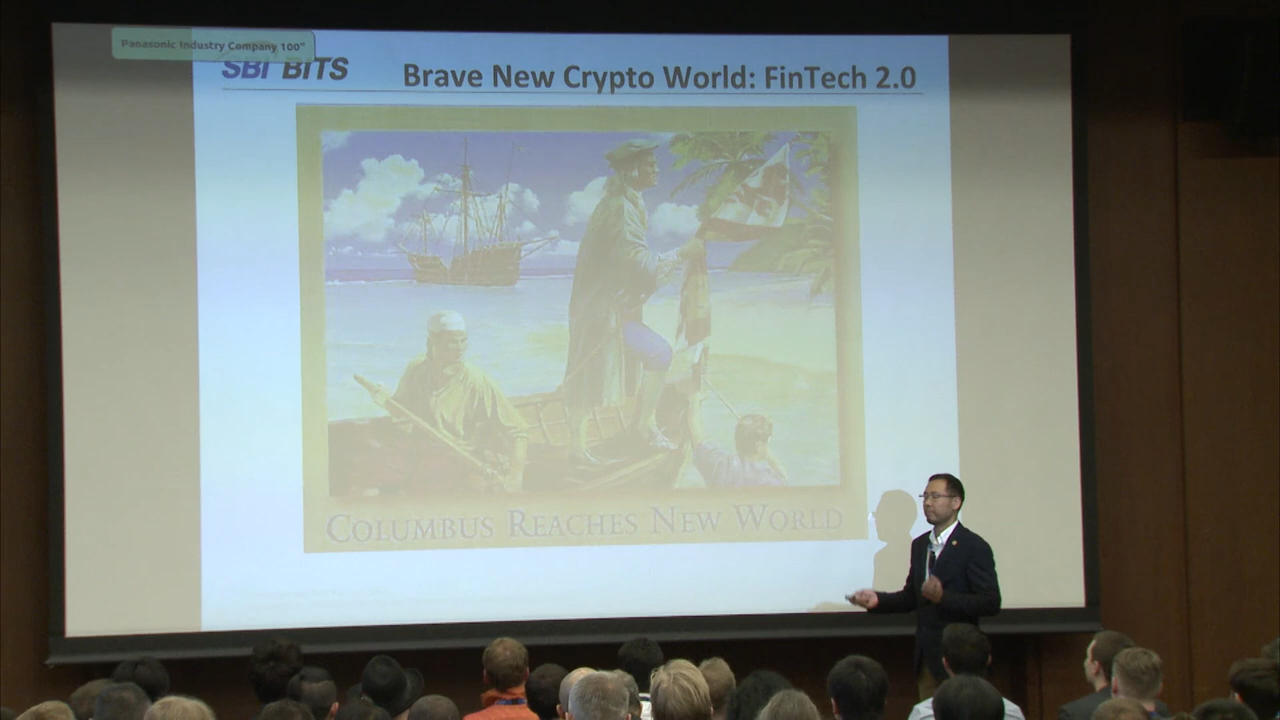 Panasonic Industry Company 100"
SBI BITS
Brave New Crypto World: FinTech 2.0
COLUMBUS REACHES NEW WORLD